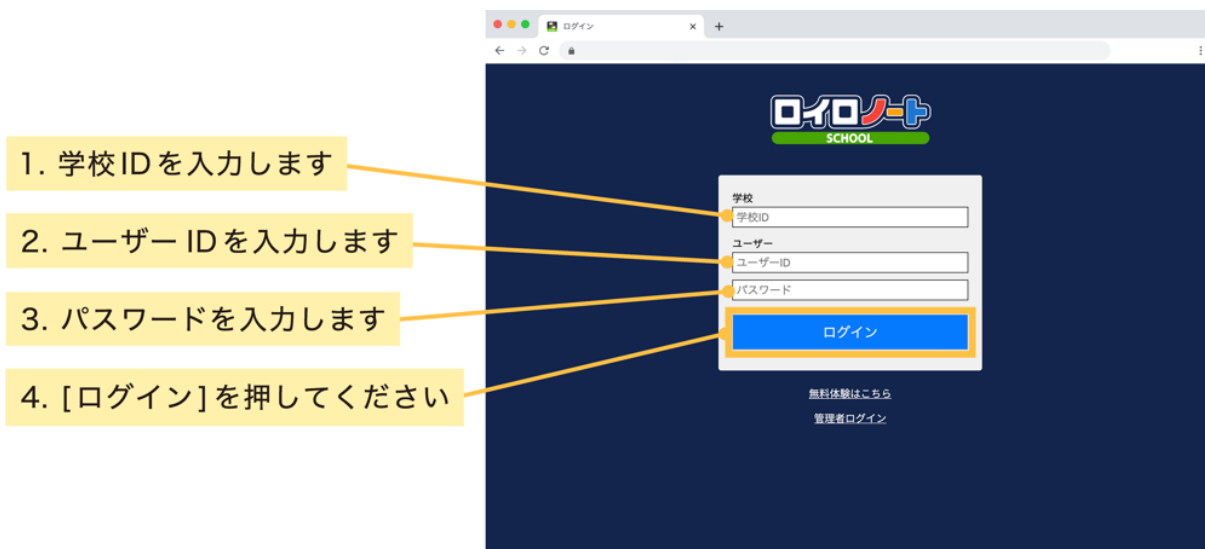 ログイン
ロイロノート
SCHOOL
1. 学校IDを入力します
2. ユーザー IDを入力します
3. パスワードを入力します
4. [ログイン]を押してください
学校
学校ID
ユーザー
ユーザーID
パスワード
ログイン
無料体験はこちら
管理者ログイン